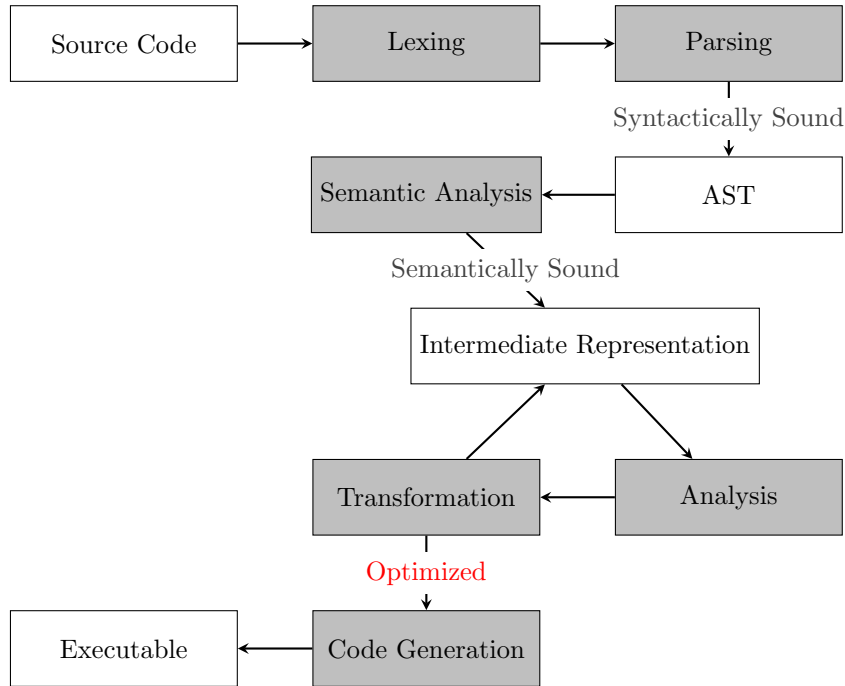 Source Code
Lexing
Parsing
Syntactically Sound
Semantic Analysis
AST
Semantically Sound
Intermediate Representation
Transformation
Analysis
Optimized
Executable
Code Generation